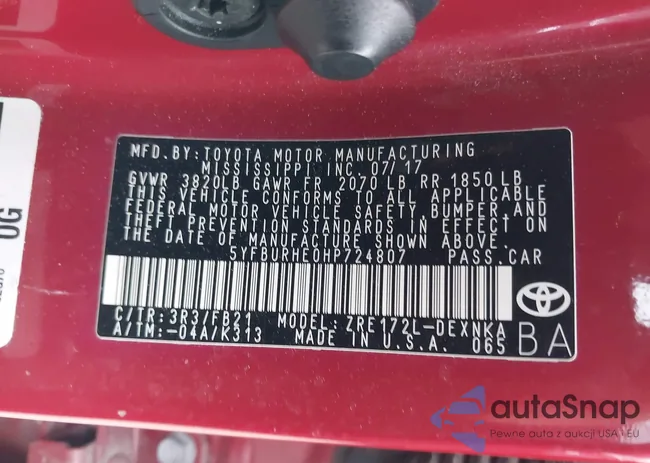 MFD. BY: TOYOTA MOTOR MANUFACTURING
MISSISSIPPI INC. 07/17
GVWR 3820LB GAWR FR 2070 LB RR 1850 LB
THIS VEHICLE CONFORMS TO ALL APPLICABLE
FEDERAL MOTOR VEHICLE SAFETY, BUMPER, AND
THEFT PREVENTION STANDARDS IN EFFECT ON
THE DATE OF MANUFACTURE SHOWN ABOVE.
5YFBURHE0HP724807 PASS.CAR
C/TR: 3R3/FB21 MODEL: ZRE172L-DEXNKA
A/TM: -04A/K313 MADE IN U.S.A. 065
BA
OG
autaSnap
Pewne auta z aukcji USA i EU